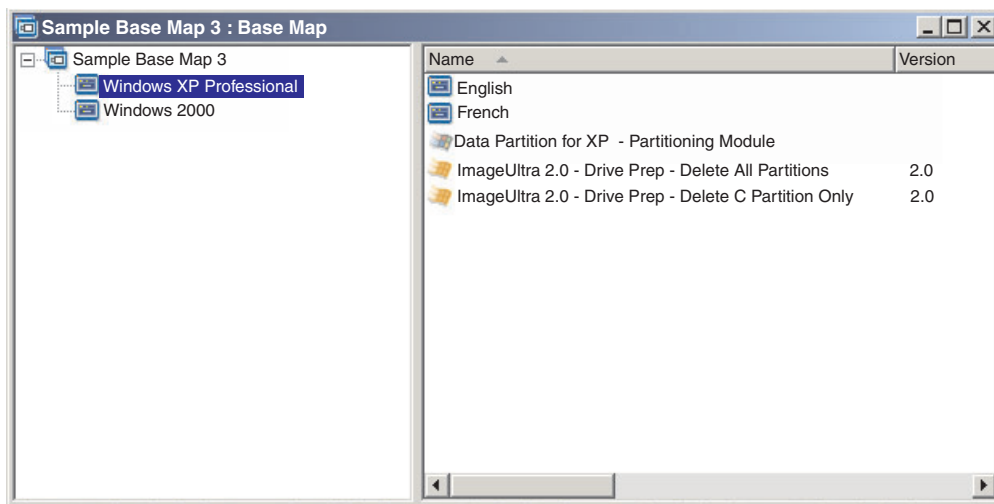 Sample Base Map 3 : Base Map
Sample Base Map 3
Windows XP Professional
Windows 2000
Name Version
English
French
Data Partition for XP - Partitioning Module
ImageUltra 2.0 - Drive Prep - Delete All Partitions 2.0
ImageUltra 2.0 - Drive Prep - Delete C Partition Only 2.0